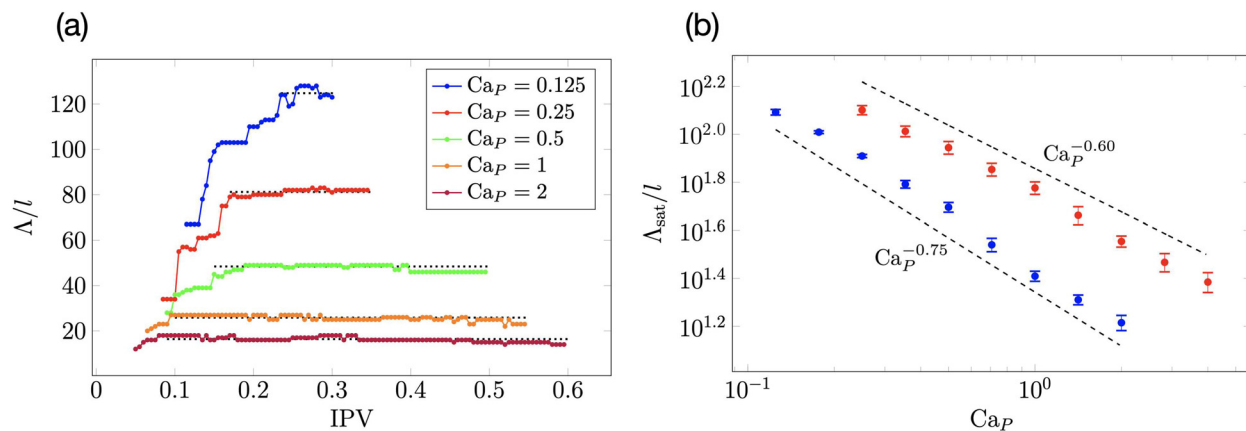 (a)
120
100
80
60
40
20
Λ/l
0
0.1
0.2
0.3
0.4
0.5
0.6
IPV
Ca_P = 0.125
Ca_P = 0.25
Ca_P = 0.5
Ca_P = 1
Ca_P = 2
(b)
10^2.2
10^2.0
10^1.8
10^1.6
10^1.4
10^1.2
Λ_sat/l
Ca_P^−0.60
Ca_P^−0.75
10^−1
10^0
Ca_P